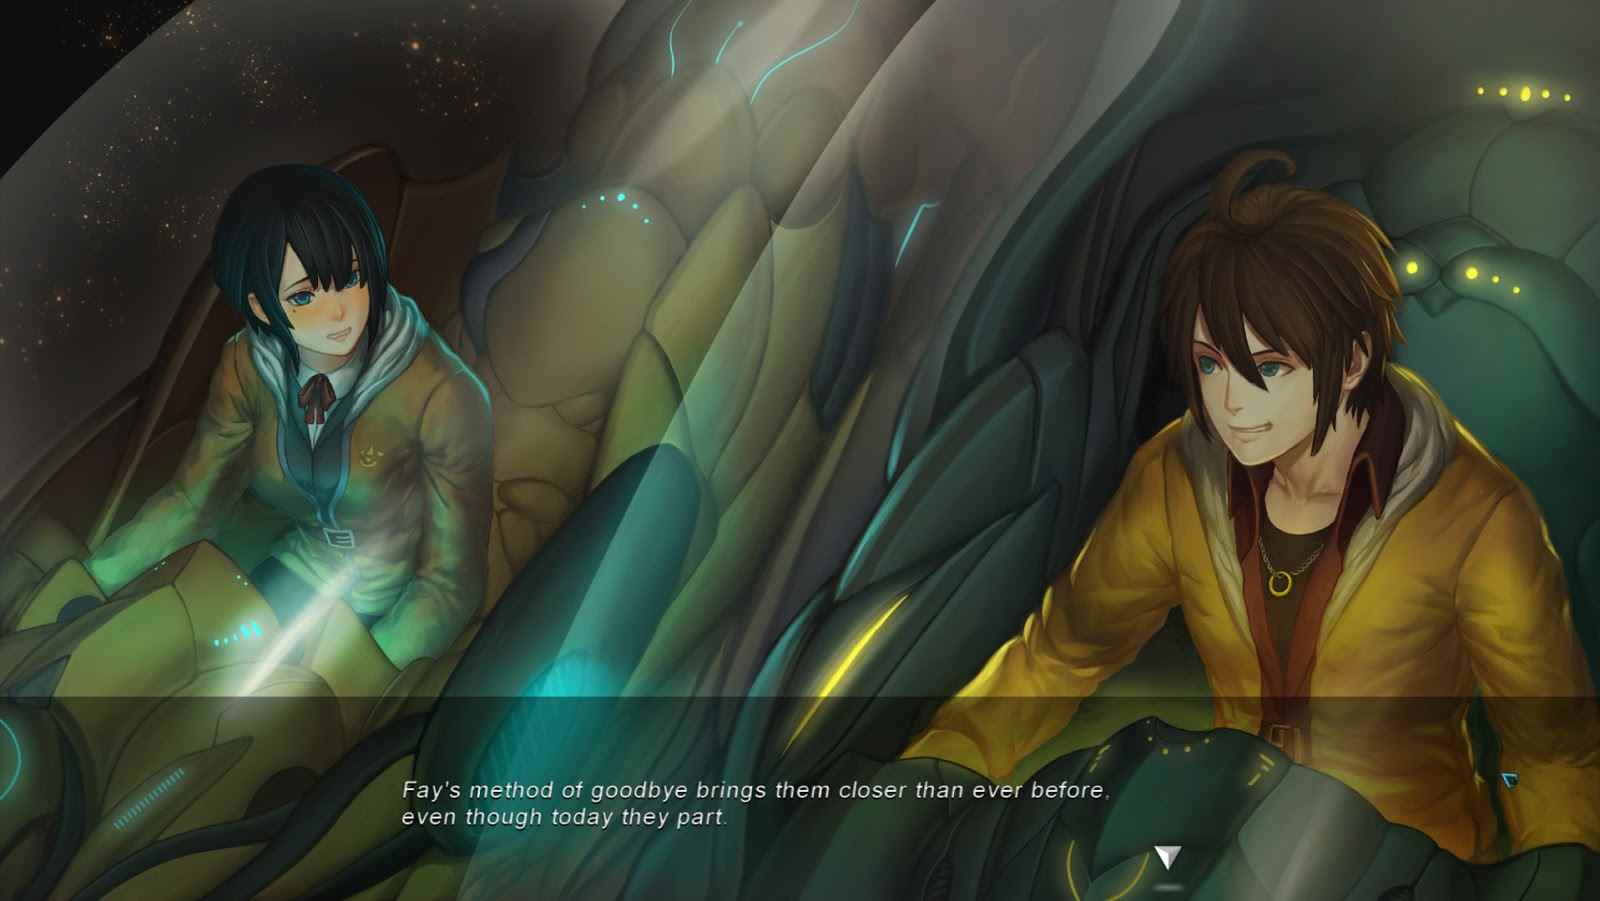 Fay's method of goodbye brings them closer than ever before,
even though today they part.